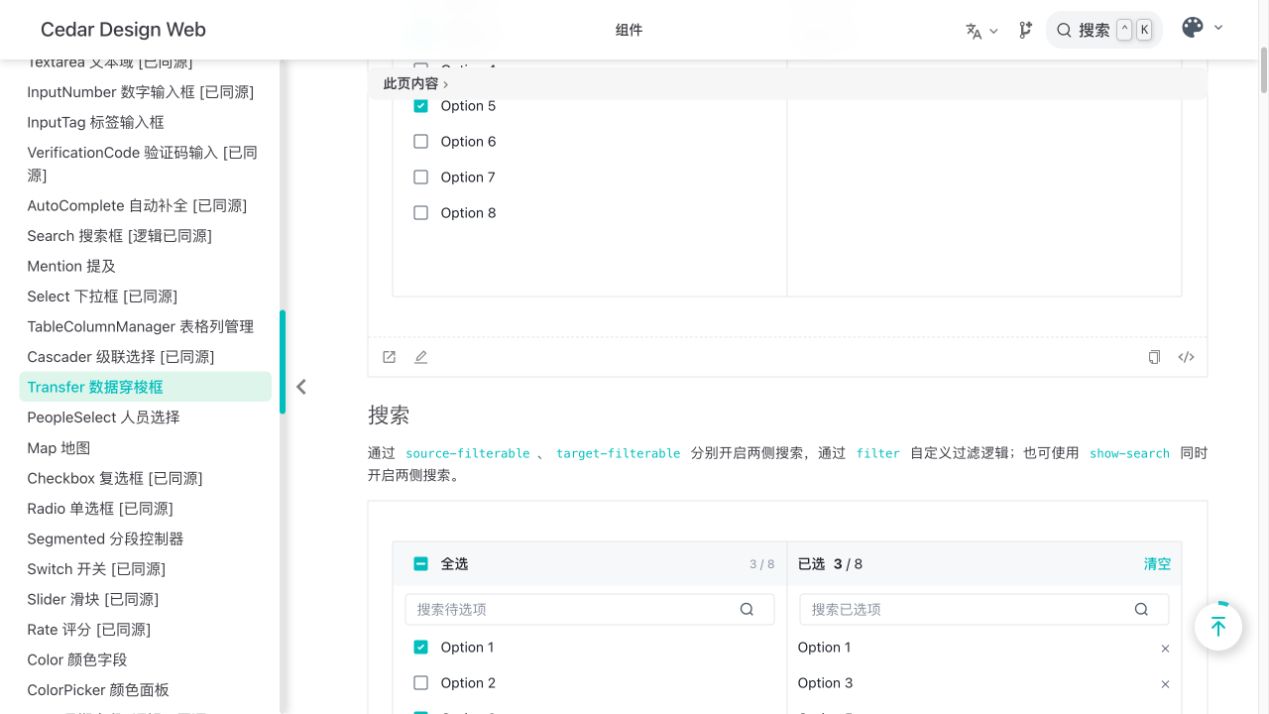 Cedar Design Web
组件
搜索 ^ K
Textarea 文本域 [已同源]
InputNumber 数字输入框 [已同源]
InputTag 标签输入框
VerificationCode 验证码输入 [已同
源]
AutoComplete 自动补全 [已同源]
Search 搜索框 [逻辑已同源]
Mention 提及
Select 下拉框 [已同源]
TableColumnManager 表格列管理
Cascader 级联选择 [已同源]
Transfer 数据穿梭框
PeopleSelect 人员选择
Map 地图
Checkbox 复选框 [已同源]
Radio 单选框 [已同源]
Segmented 分段控制器
Switch 开关 [已同源]
Slider 滑块 [已同源]
Rate 评分 [已同源]
Color 颜色字段
ColorPicker 颜色面板
此页内容 ›
Option 5
Option 6
Option 7
Option 8
搜索
通过 source-filterable 、 target-filterable 分别开启两侧搜索，通过 filter 自定义过滤逻辑；也可使用 show-search 同时
开启两侧搜索。
全选 3 / 8
已选 3 / 8 清空
搜索待选项
搜索已选项
Option 1
Option 1
Option 2
Option 3